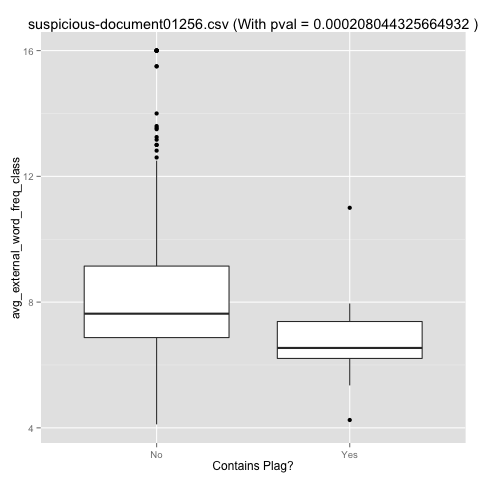 suspicious-document01256.csv (With pval = 0.000208044325664932 )
16
12
8
4
avg_external_word_freq_class
No
Yes
Contains Plag?